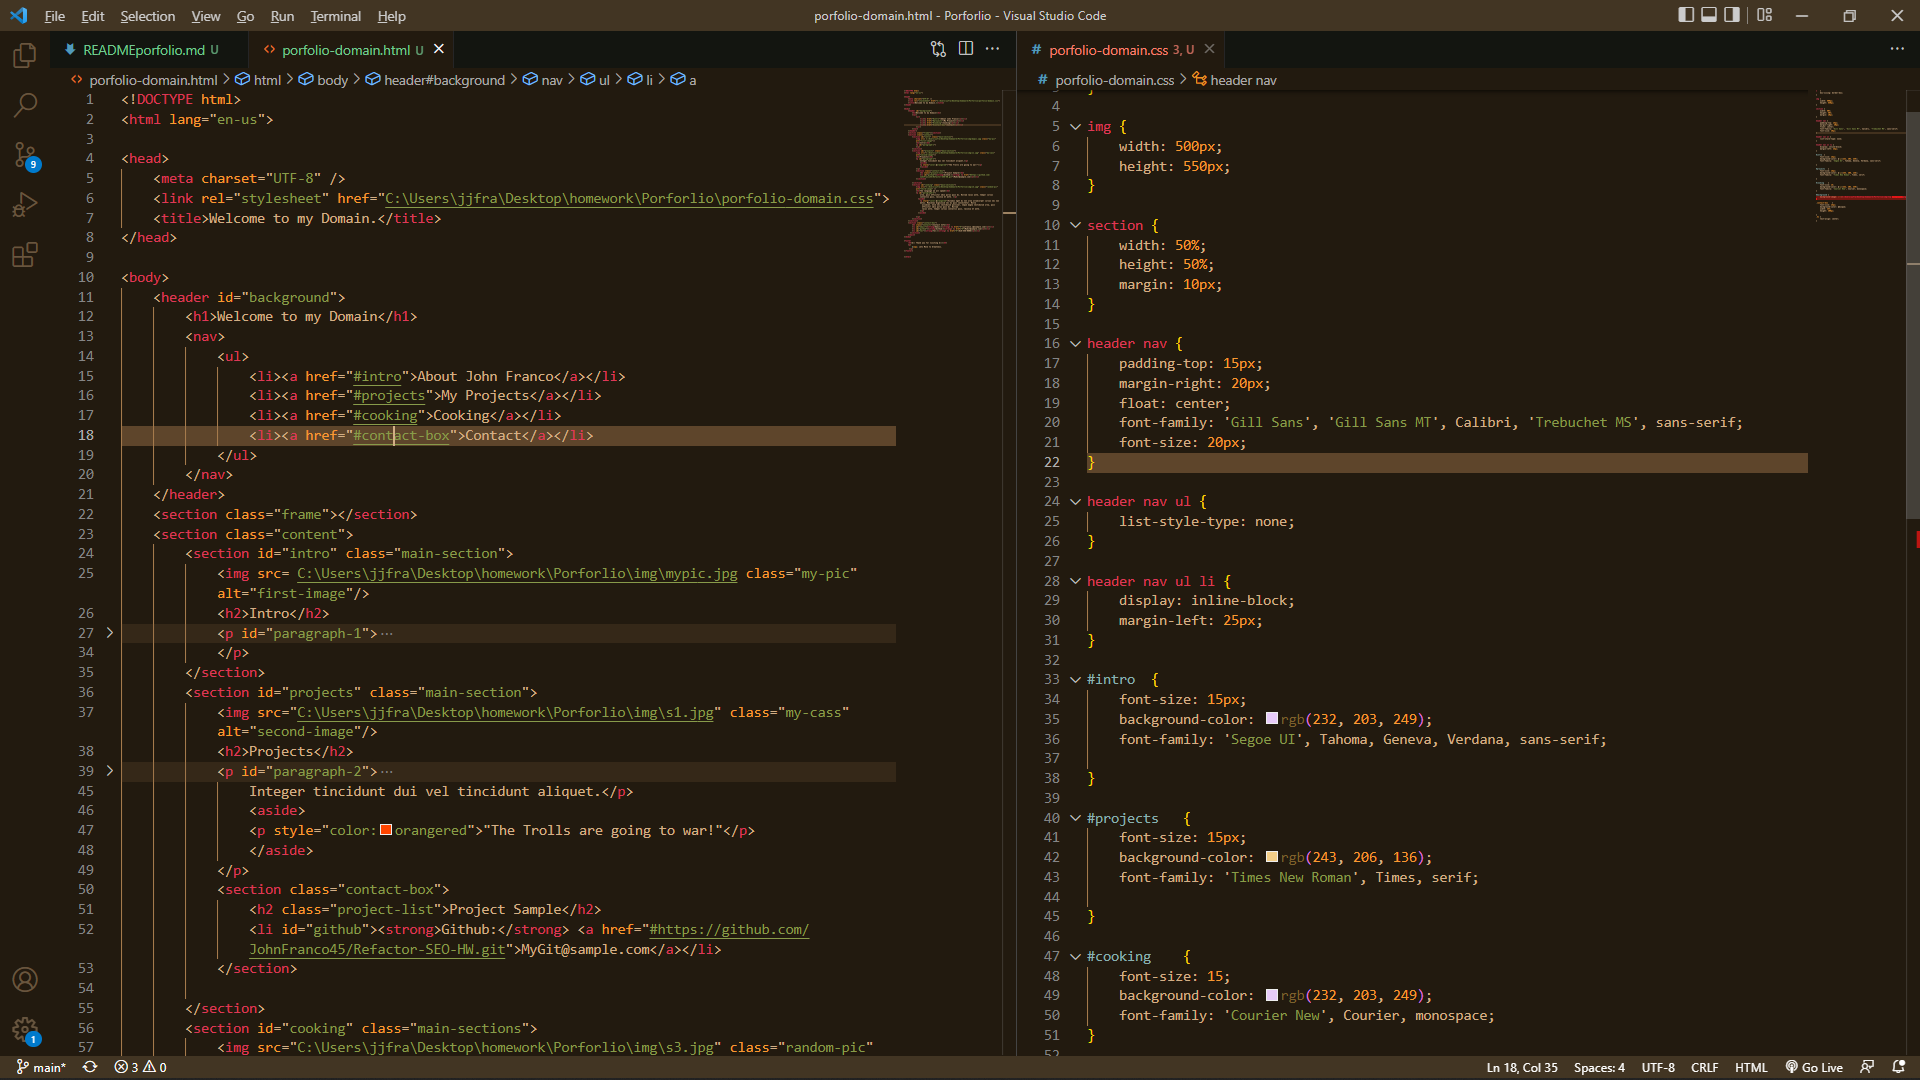 File Edit Selection View Go Run Terminal Help
porfolio-domain.html - Porforlio - Visual Studio Code
READMEporfolio.md U
porfolio-domain.html U
porfolio-domain.html > html > body > header#background > nav > ul > li > a
1 <!DOCTYPE html>
2 <html lang="en-us">
3
4 <head>
5 <meta charset="UTF-8" />
6 <link rel="stylesheet" href="C:\Users\jjfra\Desktop\homework\Porforlio\porfolio-domain.css">
7 <title>Welcome to my Domain.</title>
8 </head>
9
10 <body>
11 <header id="background">
12 <h1>Welcome to my Domain</h1>
13 <nav>
14 <ul>
15 <li><a href="#intro">About John Franco</a></li>
16 <li><a href="#projects">My Projects</a></li>
17 <li><a href="#cooking">Cooking</a></li>
18 <li><a href="#contact-box">Contact</a></li>
19 </ul>
20 </nav>
21 </header>
22 <section class="frame"></section>
23 <section class="content">
24 <section id="intro" class="main-section">
25 <img src= C:\Users\jjfra\Desktop\homework\Porforlio\img\mypic.jpg class="my-pic"
alt="first-image"/>
26 <h2>Intro</h2>
27 <p id="paragraph-1">···
34 </p>
35 </section>
36 <section id="projects" class="main-section">
37 <img src="C:\Users\jjfra\Desktop\homework\Porforlio\img\s1.jpg" class="my-cass"
alt="second-image"/>
38 <h2>Projects</h2>
39 <p id="paragraph-2">···
45 Integer tincidunt dui vel tincidunt aliquet.</p>
46 <aside>
47 <p style="color:orangered">"The Trolls are going to war!"</p>
48 </aside>
49 </p>
50 <section class="contact-box">
51 <h2 class="project-list">Project Sample</h2>
52 <li id="github"><strong>Github:</strong> <a href="#https://github.com/
JohnFranco45/Refactor-SEO-HW.git">MyGit@sample.com</a></li>
53 </section>
54
55 </section>
56 <section id="cooking" class="main-sections">
57 <img src="C:\Users\jjfra\Desktop\homework\Porforlio\img\s3.jpg" class="random-pic"
porfolio-domain.css 3, U
porfolio-domain.css > header nav
4
5 img {
6 width: 500px;
7 height: 550px;
8 }
9
10 section {
11 width: 50%;
12 height: 50%;
13 margin: 10px;
14 }
15
16 header nav {
17 padding-top: 15px;
18 margin-right: 20px;
19 float: center;
20 font-family: 'Gill Sans', 'Gill Sans MT', Calibri, 'Trebuchet MS', sans-serif;
21 font-size: 20px;
22 }
23
24 header nav ul {
25 list-style-type: none;
26 }
27
28 header nav ul li {
29 display: inline-block;
30 margin-left: 25px;
31 }
32
33 #intro {
34 font-size: 15px;
35 background-color: rgb(232, 203, 249);
36 font-family: 'Segoe UI', Tahoma, Geneva, Verdana, sans-serif;
37
38 }
39
40 #projects {
41 font-size: 15px;
42 background-color: rgb(243, 206, 136);
43 font-family: 'Times New Roman', Times, serif;
44
45 }
46
47 #cooking {
48 font-size: 15;
49 background-color: rgb(232, 203, 249);
50 font-family: 'Courier New', Courier, monospace;
51 }
52
9
1
main* 3 0
Ln 18, Col 35 Spaces: 4 UTF-8 CRLF HTML Go Live